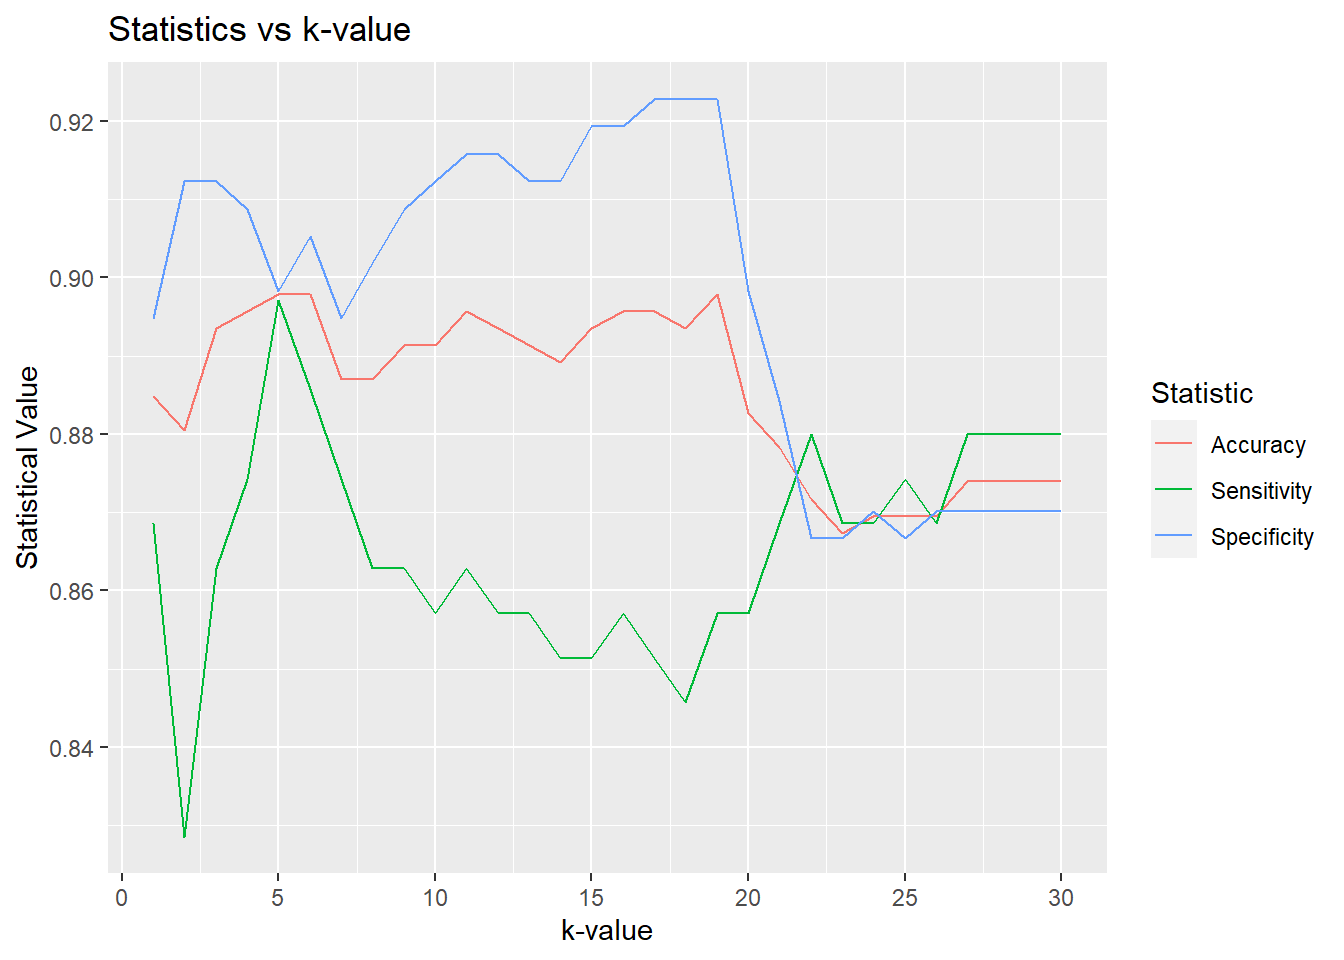 Statistics vs k-value
Statistical Value
0.92
0.90
0.88
0.86
0.84
0
5
10
15
20
25
30
k-value
Statistic
Accuracy
Sensitivity
Specificity